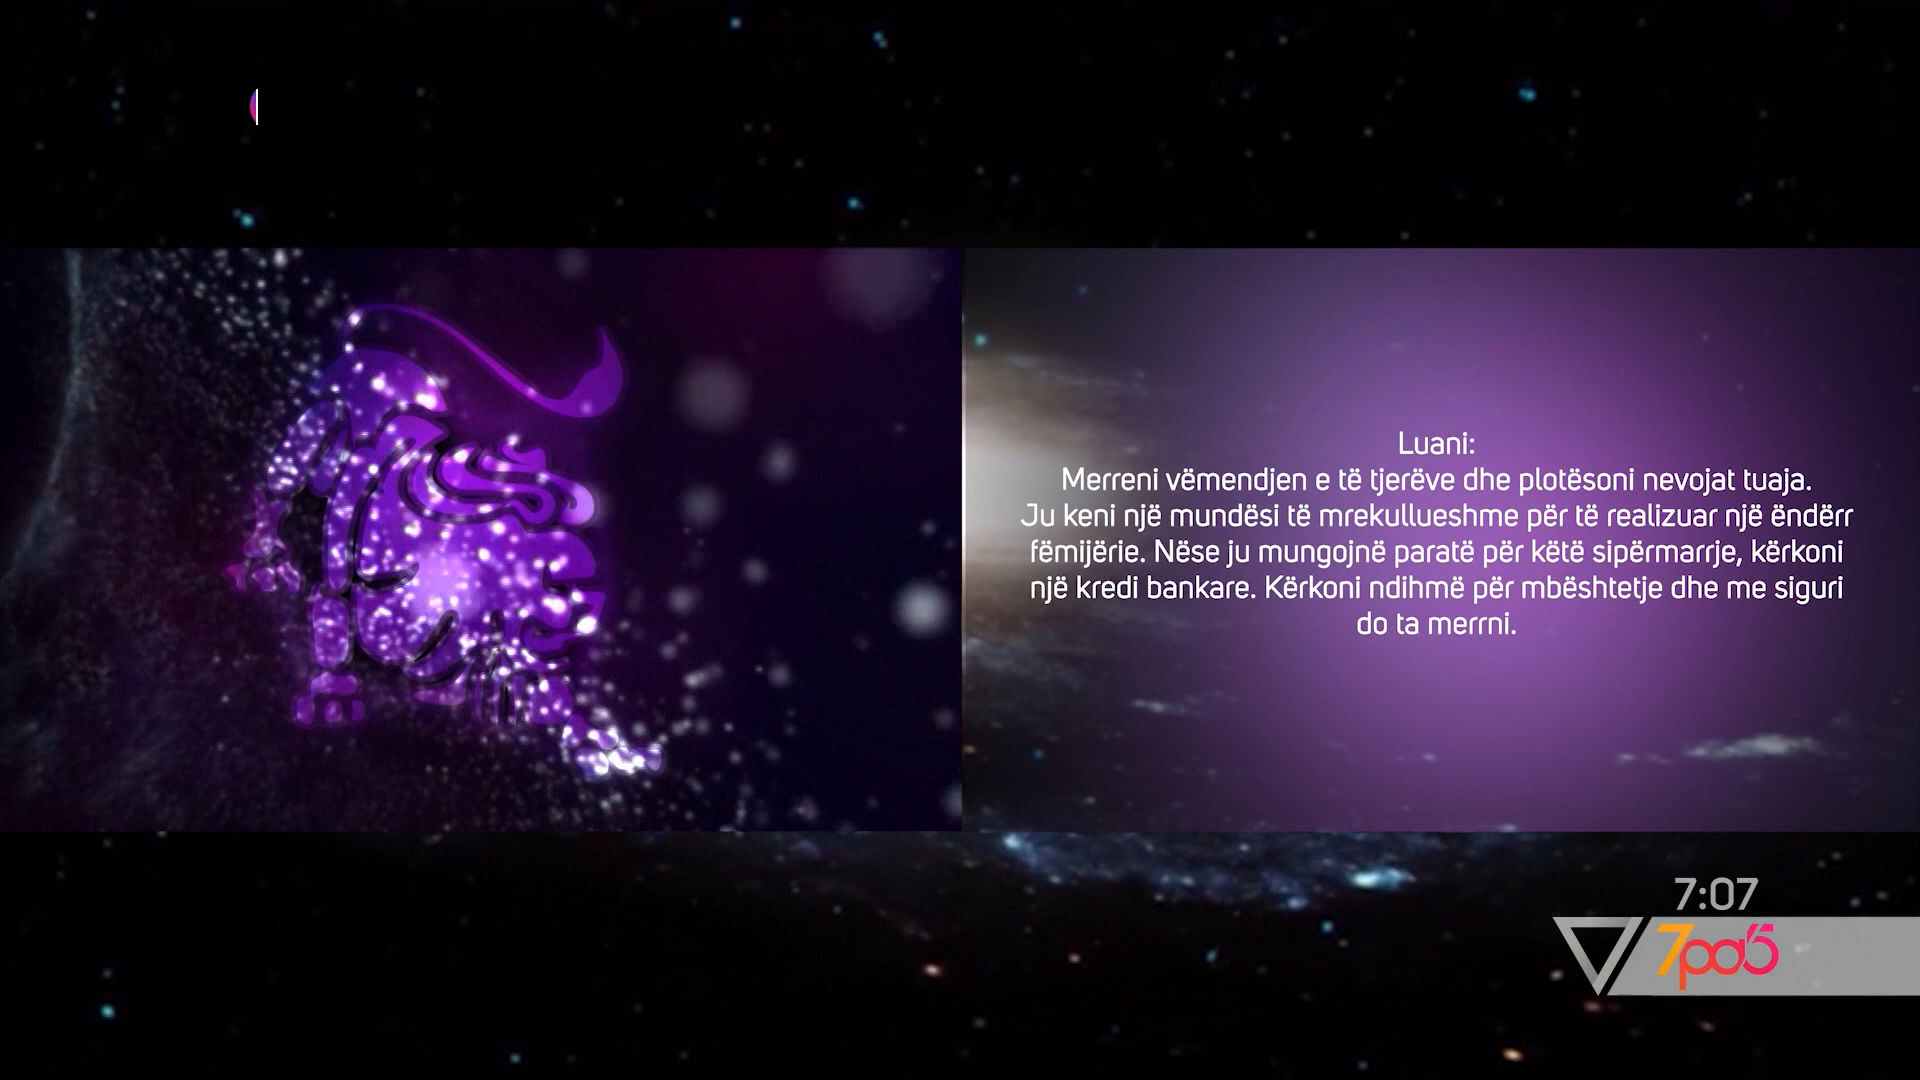 Luani:
Merreni vëmendjen e të tjerëve dhe plotësoni nevojat tuaja.
Ju keni një mundësi të mrekullueshme për të realizuar një ëndërr
fëmijërie. Nëse ju mungojnë paratë për këtë sipërmarrje, kërkoni
një kredi bankare. Kërkoni ndihmë për mbështetje dhe me siguri
do ta merrni.
7:07
7pa5